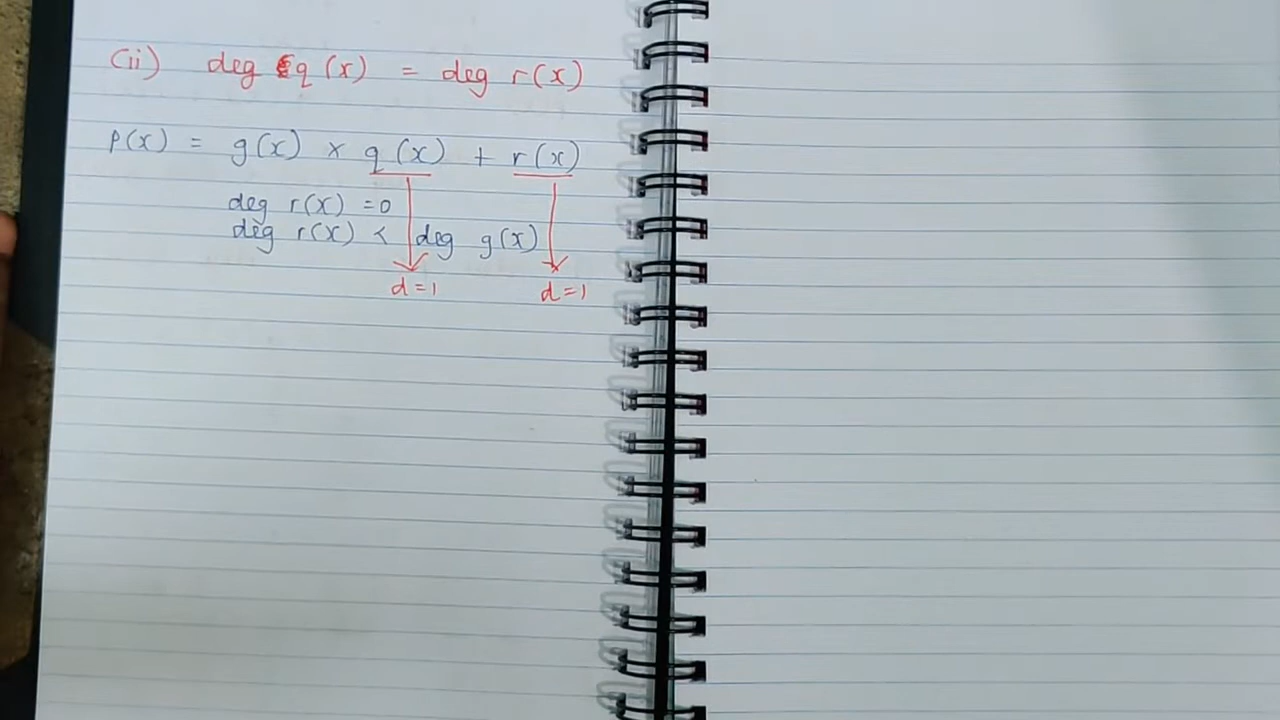 (ii) deg q(x) = deg r(x)
p(x) = g(x) × q(x) + r(x)
deg r(x) = 0
deg r(x) < deg g(x)
d=1 d=1